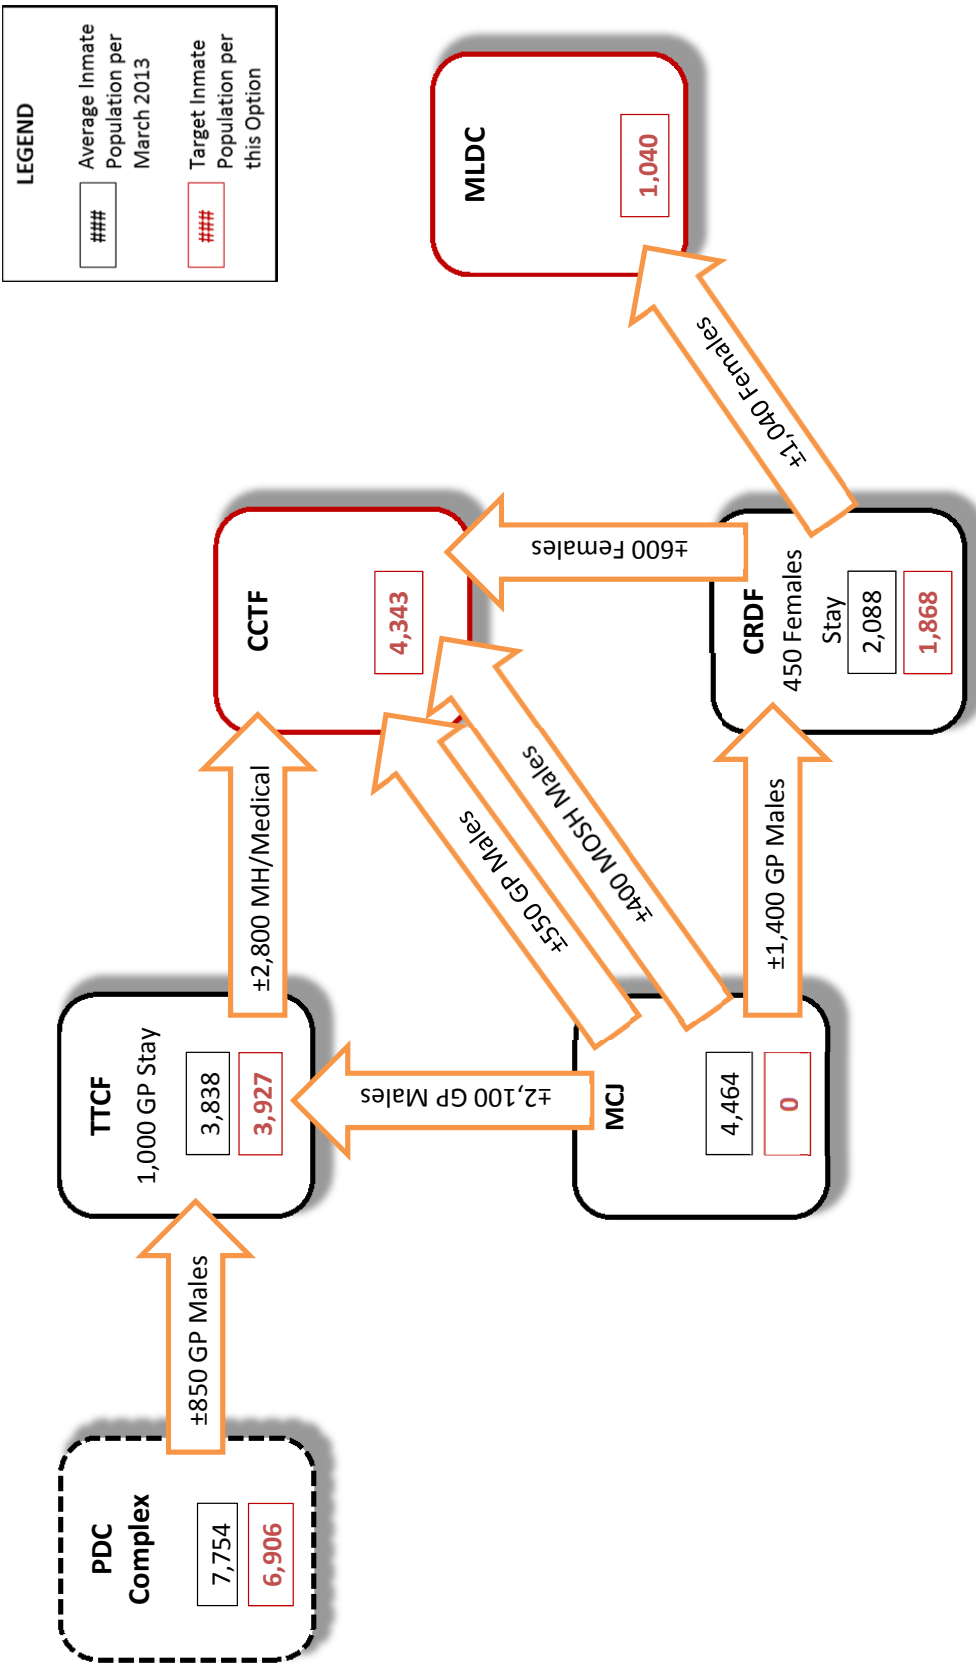 LEGEND
###
Average Inmate
Population per
March 2013
###
Target Inmate
Population per
this Option
PDC
Complex
7,754
6,906
±850 GP Males
TTCF
1,000 GP Stay
3,838
3,927
±2,800 MH/Medical
CCTF
4,343
MLDC
1,040
±2,100 GP Males
±550 GP Males
±400 MOSH Males
±600 Females
±1,040 Females
MCJ
4,464
0
±1,400 GP Males
CRDF
450 Females
Stay
2,088
1,868